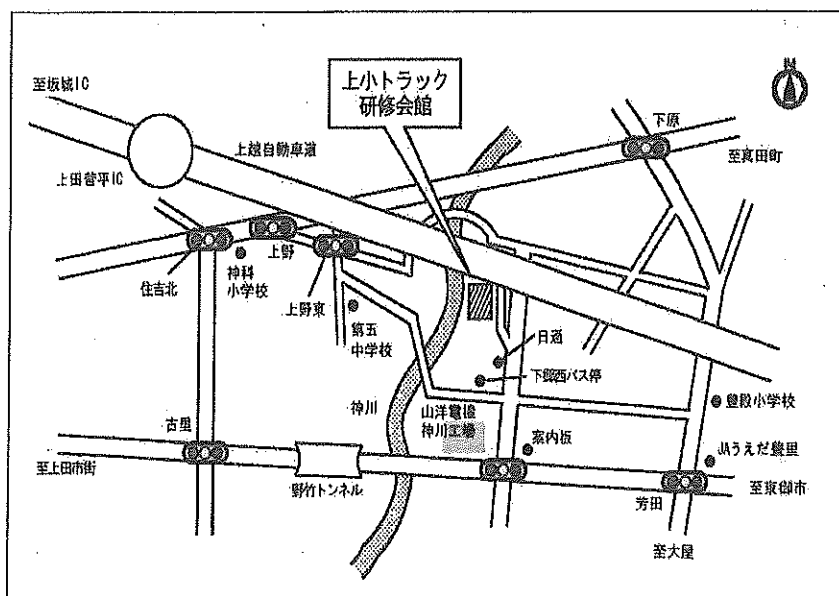 上小トラック
研修会館
N
至坂城IC
上田菅平IC
上越自動車道
下原
至真田町
住吉北
神科
小学校
上野
上野東
第五
中学校
日通
下郷西バス停
神川
山洋電機
神川工場
豊殿小学校
古里
案内板
JAうえだ豊里
至上田市街
野竹トンネル
芳田
至東御市
至大屋